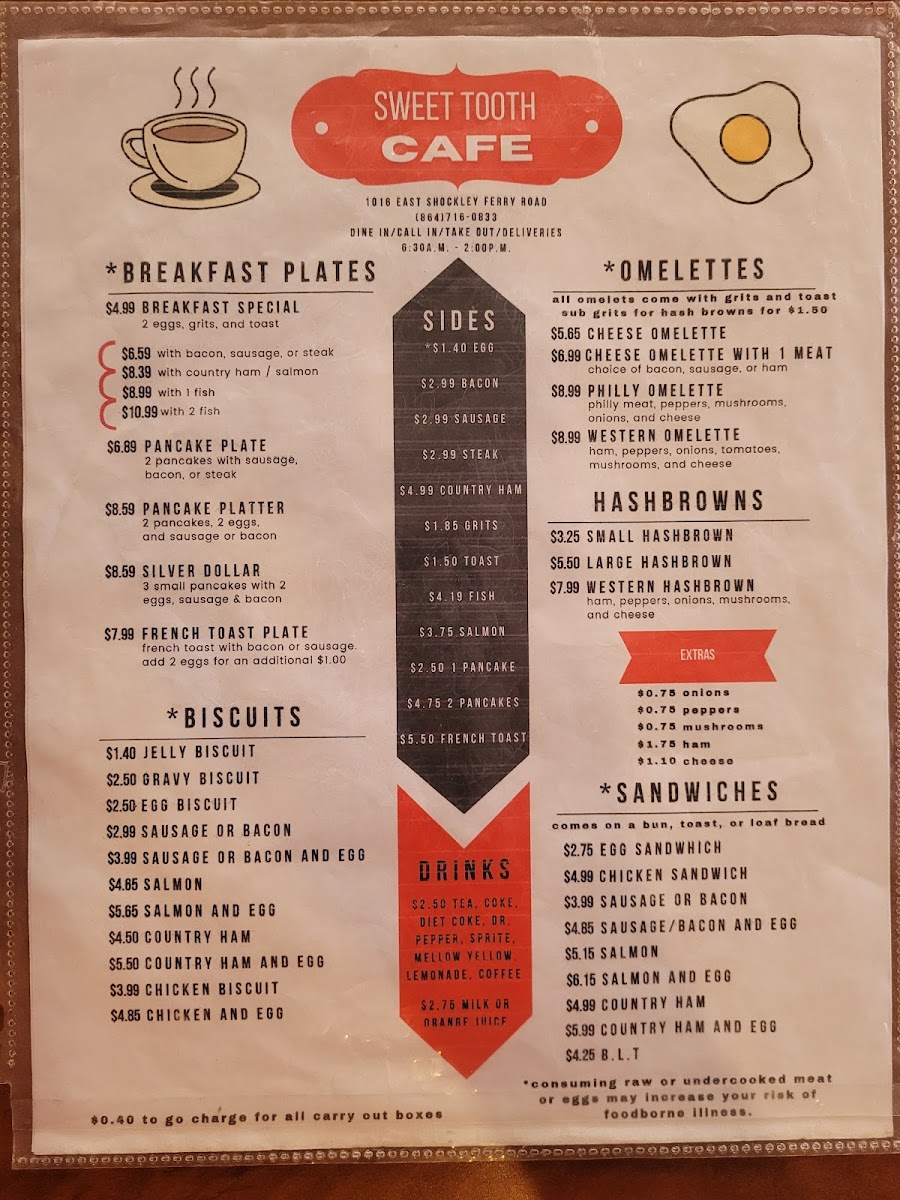 SWEET TOOTH
CAFE
1016 EAST SHOCKLEY FERRY ROAD
(864)716-0833
DINE IN/CALL IN/TAKE OUT/DELIVERIES
6:30A.M. - 2:00P.M.
*BREAKFAST PLATES
$4.99 BREAKFAST SPECIAL
2 eggs, grits, and toast
$6.59 with bacon, sausage, or steak
$8.39 with country ham / salmon
$8.99 with 1 fish
$10.99 with 2 fish
$6.89 PANCAKE PLATE
2 pancakes with sausage,
bacon, or steak
$8.59 PANCAKE PLATTER
2 pancakes, 2 eggs,
and sausage or bacon
$8.59 SILVER DOLLAR
3 small pancakes with 2
eggs, sausage & bacon
$7.99 FRENCH TOAST PLATE
french toast with bacon or sausage.
add 2 eggs for an additional $1.00
*BISCUITS
$1.40 JELLY BISCUIT
$2.50 GRAVY BISCUIT
$2.50 EGG BISCUIT
$2.99 SAUSAGE OR BACON
$3.99 SAUSAGE OR BACON AND EGG
$4.65 SALMON
$5.65 SALMON AND EGG
$4.50 COUNTRY HAM
$5.50 COUNTRY HAM AND EGG
$3.99 CHICKEN BISCUIT
$4.85 CHICKEN AND EGG
$0.40 to go charge for all carry out boxes
SIDES
*$1.40 EGG
$2.99 BACON
$2.99 SAUSAGE
$2.99 STEAK
$4.99 COUNTRY HAM
$1.85 GRITS
$1.50 TOAST
$4.19 FISH
$3.75 SALMON
$2.50 1 PANCAKE
$4.75 2 PANCAKES
$5.50 FRENCH TOAST
DRINKS
$2.50 TEA, COKE,
DIET COKE, DR.
PEPPER, SPRITE,
MELLOW YELLOW,
LEMONADE, COFFEE
$2.75 MILK OR
ORANGE JUICE
*OMELETTES
all omelets come with grits and toast
sub grits for hash browns for $1.50
$5.65 CHEESE OMELETTE
$6.99 CHEESE OMELETTE WITH 1 MEAT
choice of bacon, sausage, or ham
$8.99 PHILLY OMELETTE
philly meat, peppers, mushrooms,
onions, and cheese
$8.99 WESTERN OMELETTE
ham, peppers, onions, tomatoes,
mushrooms, and cheese
HASHBROWNS
$3.25 SMALL HASHBROWN
$5.50 LARGE HASHBROWN
$7.99 WESTERN HASHBROWN
ham, peppers, onions, mushrooms,
and cheese
EXTRAS
$0.75 onions
$0.75 peppers
$0.75 mushrooms
$1.75 ham
$1.10 cheese
*SANDWICHES
comes on a bun, toast, or loaf bread
$2.75 EGG SANDWHICH
$4.99 CHICKEN SANDWICH
$3.99 SAUSAGE OR BACON
$4.85 SAUSAGE/BACON AND EGG
$5.15 SALMON
$6.15 SALMON AND EGG
$4.99 COUNTRY HAM
$5.99 COUNTRY HAM AND EGG
$4.25 B.L.T
*consuming raw or undercooked meat
or eggs may increase your risk of
foodborne illness.